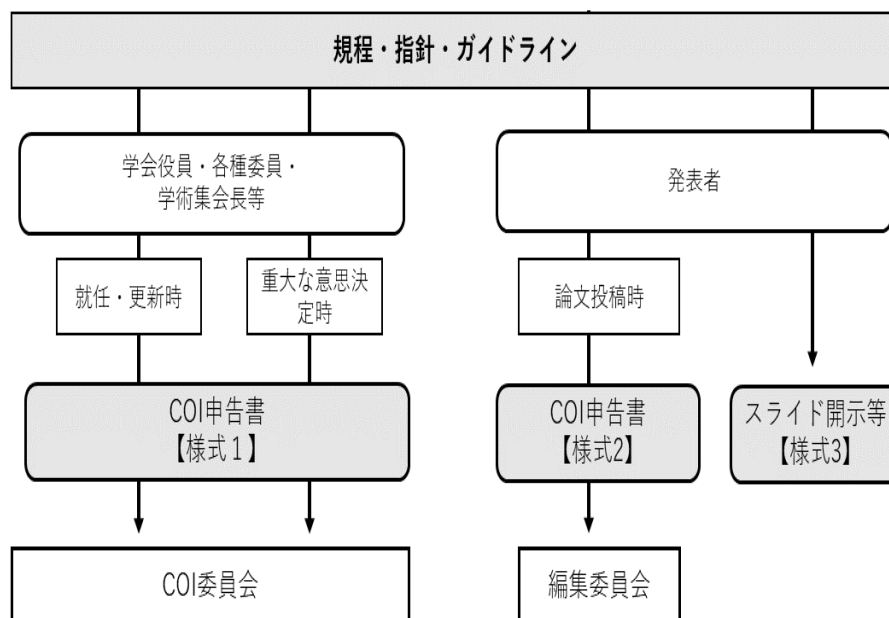 規程・指針・ガイドライン
学会役員・各種委員・
学術集会長等
発表者
就任・更新時
重大な意思決
定時
論文投稿時
COI申告書
【様式１】
COI申告書
【様式2】
スライド開示等
【様式3】
COI委員会
編集委員会